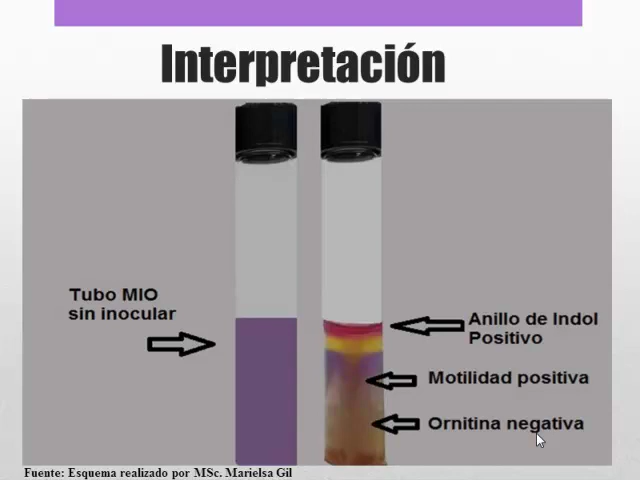 Interpretación
Tubo MIO
sin inocular
Anillo de Indol
Positivo
Motilidad positiva
Ornitina negativa
Fuente: Esquema realizado por MSc. Marielsa Gil